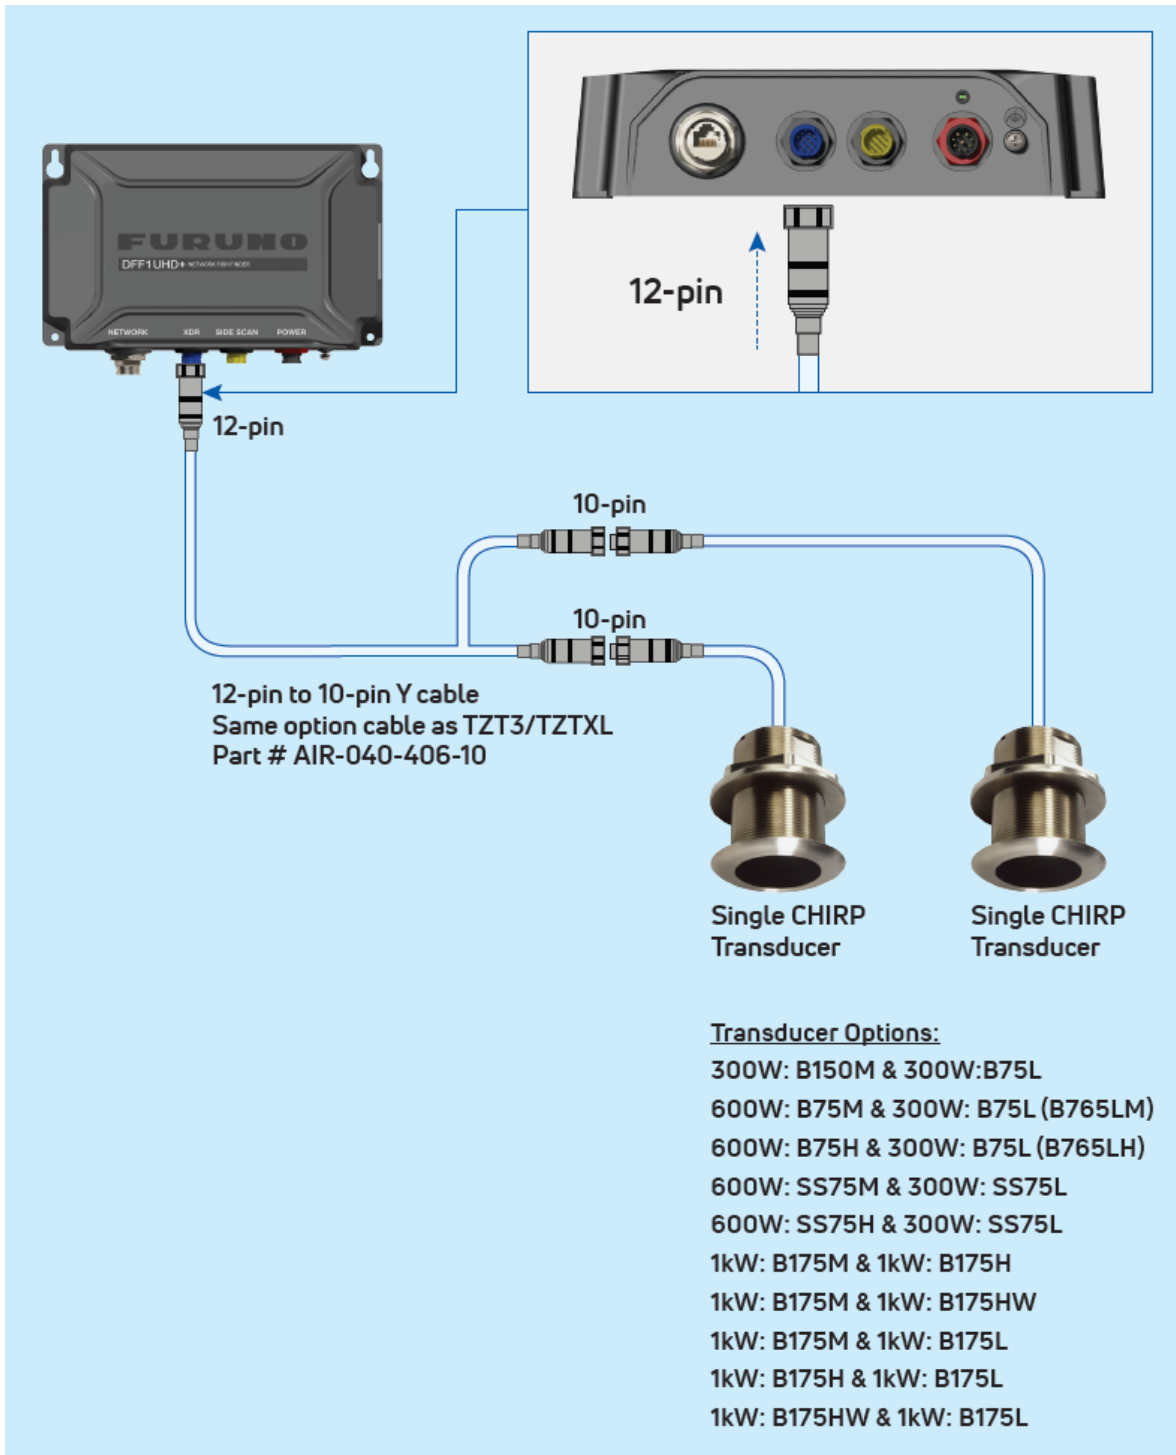 FURUNO
DFF1UHD+ NETWORK FISH FINDER
NETWORK XDR SIDE SCAN POWER
12-pin
12-pin
10-pin
10-pin
12-pin to 10-pin Y cable
Same option cable as TZT3/TZTXL
Part # AIR-040-406-10
Single CHIRP
Transducer
Single CHIRP
Transducer
Transducer Options:
300W: B150M & 300W:B75L
600W: B75M & 300W: B75L (B765LM)
600W: B75H & 300W: B75L (B765LH)
600W: SS75M & 300W: SS75L
600W: SS75H & 300W: SS75L
1kW: B175M & 1kW: B175H
1kW: B175M & 1kW: B175HW
1kW: B175M & 1kW: B175L
1kW: B175H & 1kW: B175L
1kW: B175HW & 1kW: B175L